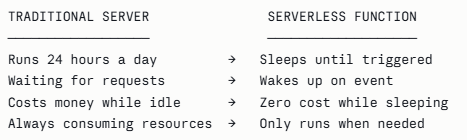 TRADITIONAL SERVER SERVERLESS FUNCTION
Runs 24 hours a day → Sleeps until triggered
Waiting for requests → Wakes up on event
Costs money while idle → Zero cost while sleeping
Always consuming resources → Only runs when needed